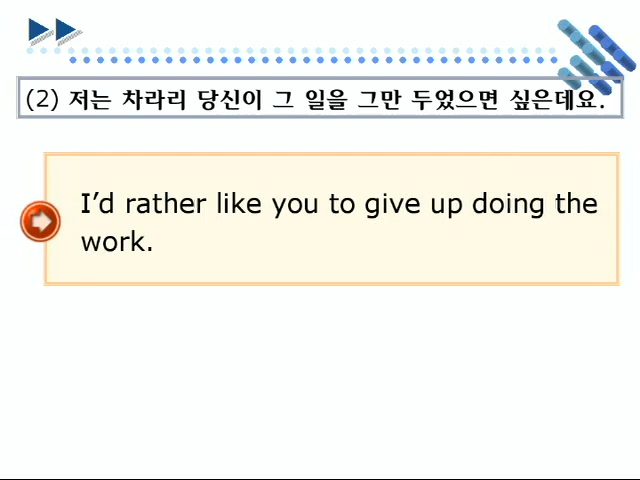 (2) 저는 차라리 당신이 그 일을 그만 두었으면 싶은데요.
I’d rather like you to give up doing the
work.